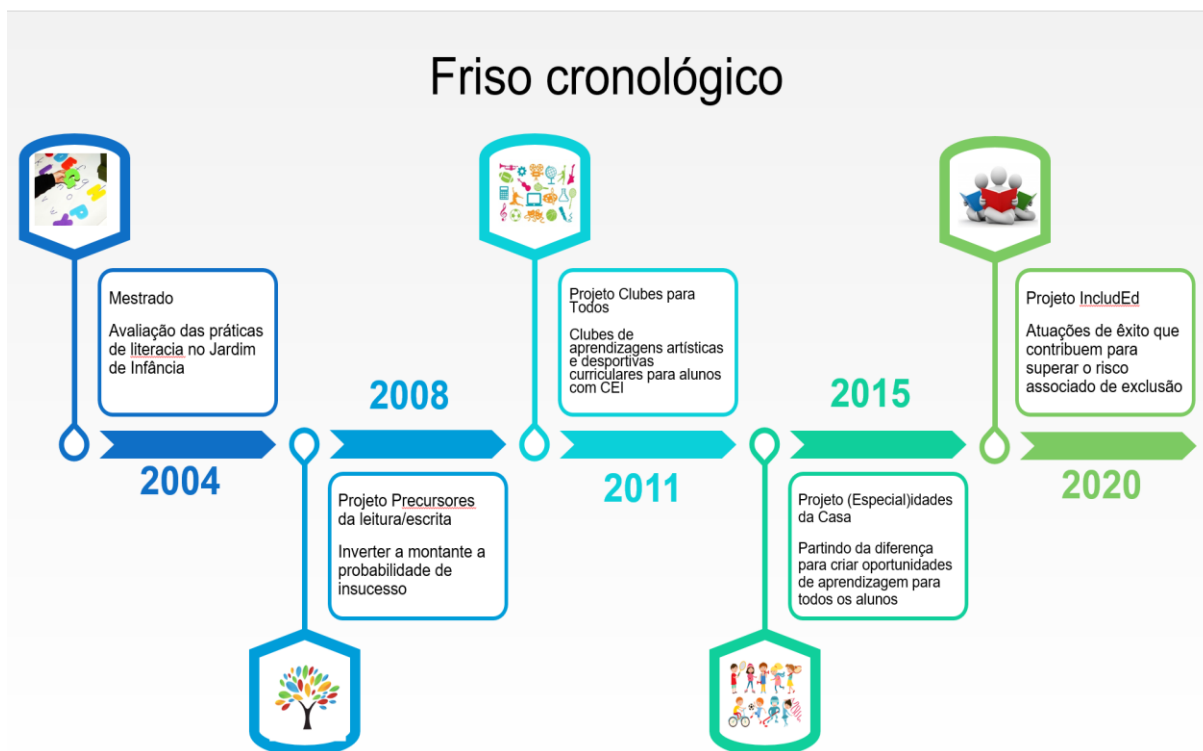 Friso cronológico
Mestrado
Avaliação das práticas
de literacia no Jardim
de Infância
2004
2008
Projeto Precursores
da leitura/escrita
Inverter a montante a
probabilidade de
insucesso
Projeto Clubes para
Todos
Clubes de
aprendizagens artísticas
e desportivas
curriculares para alunos
com CEI
2011
2015
Projeto (Especial)idades
da Casa
Partindo da diferença
para criar oportunidades
de aprendizagem para
todos os alunos
Projeto IncludEd
Atuações de êxito que
contribuem para
superar o risco
associado de exclusão
2020